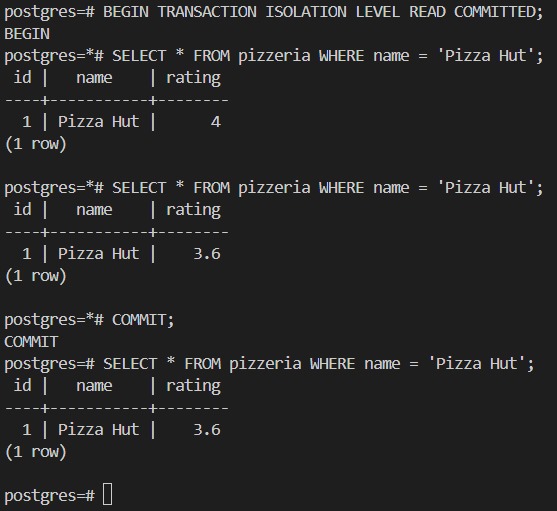 postgres=# BEGIN TRANSACTION ISOLATION LEVEL READ COMMITTED;
BEGIN
postgres=*# SELECT * FROM pizzeria WHERE name = 'Pizza Hut';
 id |   name    | rating
----+-----------+--------
  1 | Pizza Hut |      4
(1 row)

postgres=*# SELECT * FROM pizzeria WHERE name = 'Pizza Hut';
 id |   name    | rating
----+-----------+--------
  1 | Pizza Hut |    3.6
(1 row)

postgres=*# COMMIT;
COMMIT
postgres=# SELECT * FROM pizzeria WHERE name = 'Pizza Hut';
 id |   name    | rating
----+-----------+--------
  1 | Pizza Hut |    3.6
(1 row)

postgres=#